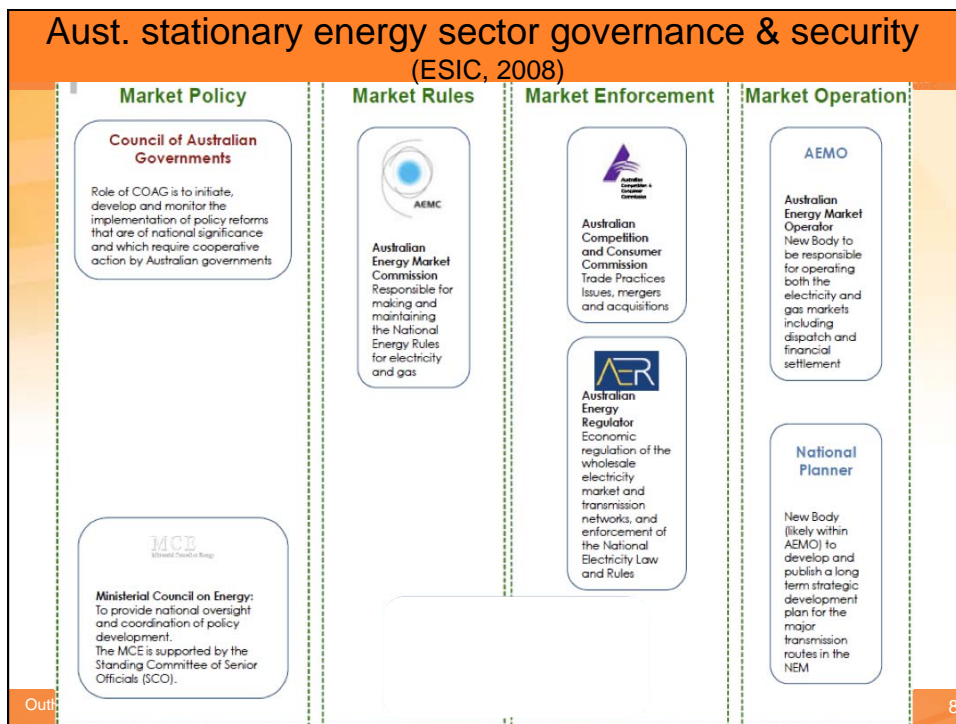 Aust. stationary energy sector governance & security
(ESIC, 2008)
Market Policy
Council of Australian
Governments
Role of COAG is to initiate,
develop and monitor the
implementation of policy reforms
that are of national significance
and which require cooperative
action by Australian governments
MCE
Ministerial Council on Energy
Ministerial Council on Energy:
To provide national oversight
and coordination of policy
development.
The MCE is supported by the
Standing Committee of Senior
Officials (SCO).
Market Rules
AEMC
Australian
Energy Market
Commission
Responsible for
making and
maintaining
the National
Energy Rules
for electricity
and gas
Market Enforcement
Australian
Competition &
Consumer
Commission
Australian
Competition
and Consumer
Commission
Trade Practices
Issues, mergers
and acquisitions
AER
Australian
Energy
Regulator
Economic
regulation of the
wholesale
electricity
market and
transmission
networks, and
enforcement of
the National
Electricity Law
and Rules
Market Operation
AEMO
Australian
Energy Market
Operator
New Body to
be responsible
for operating
both the
electricity and
gas markets
including
dispatch and
financial
settlement
National
Planner
New Body
(likely within
AEMO) to
develop and
publish a long
term strategic
development
plan for the
major
transmission
routes in the
NEM
8